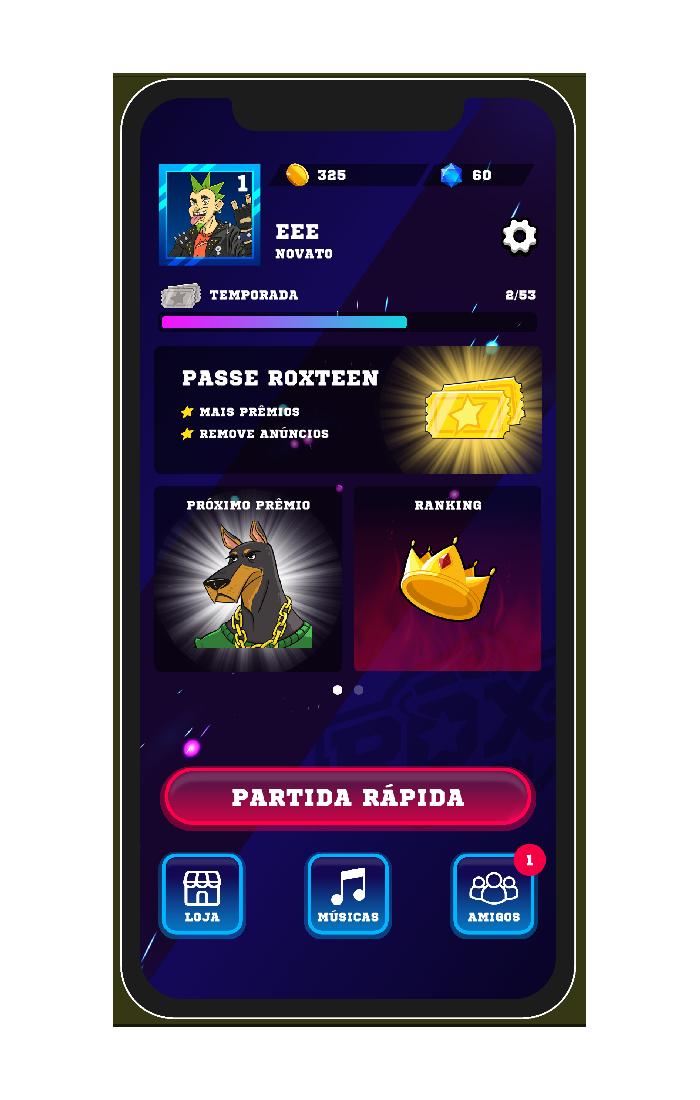 1
325
60
EEE
NOVATO
TEMPORADA
2/53
PASSE ROXTEEN
MAIS PRÊMIOS
REMOVE ANÚNCIOS
PRÓXIMO PRÊMIO
RANKING
PARTIDA RÁPIDA
1
LOJA
MÚSICAS
AMIGOS